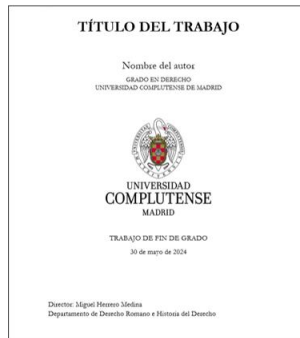 TÍTULO DEL TRABAJO
Nombre del autor
GRADO EN DERECHO
UNIVERSIDAD COMPLUTENSE DE MADRID
UNIVERSIDAD
COMPLUTENSE
MADRID
TRABAJO DE FIN DE GRADO
30 de mayo de 2024
Director: Miguel Herrero Medina
Departamento de Derecho Romano e Historia del Derecho